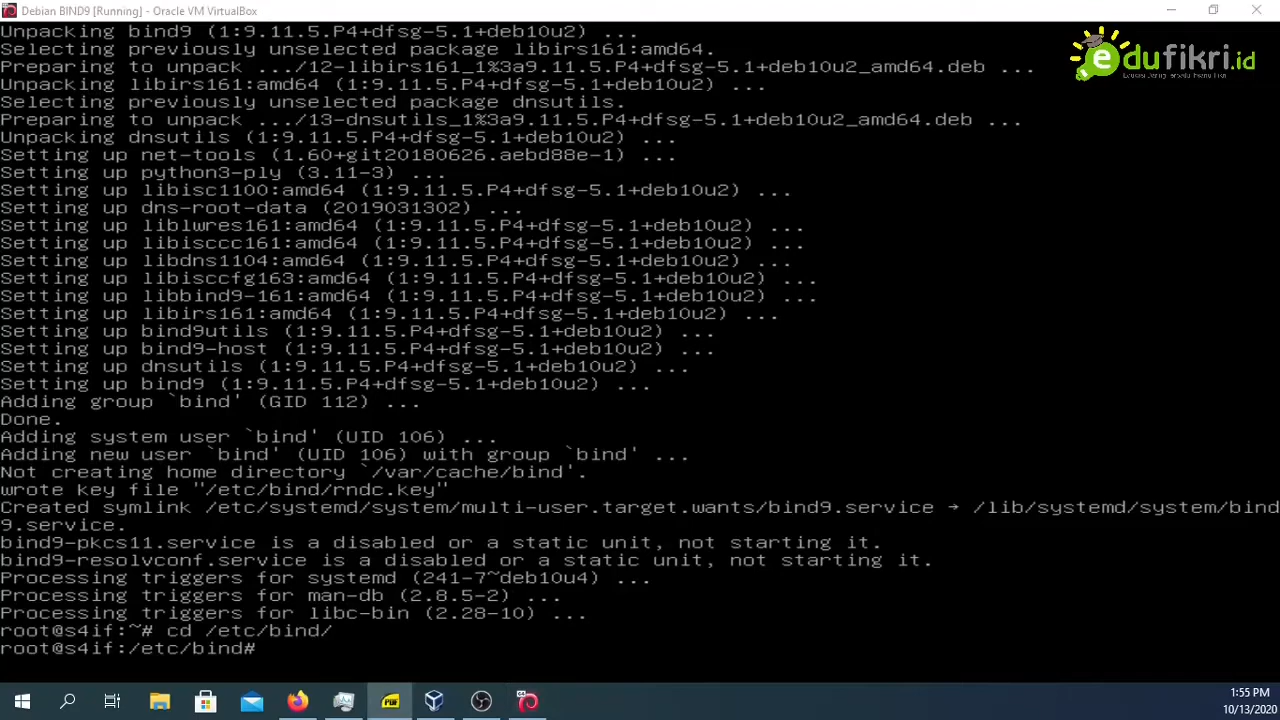 Debian BIND9 [Running] - Oracle VM VirtualBox
Unpacking bind9 (1:9.11.5.P4+dfsg-5.1+deb10u2) ...
Selecting previously unselected package libirs161:amd64.
Preparing to unpack .../12-libirs161_1%3a9.11.5.P4+dfsg-5.1+deb10u2_amd64.deb ...
Unpacking libirs161:amd64 (1:9.11.5.P4+dfsg-5.1+deb10u2) ...
Selecting previously unselected package dnsutils.
Preparing to unpack .../13-dnsutils_1%3a9.11.5.P4+dfsg-5.1+deb10u2_amd64.deb ...
Unpacking dnsutils (1:9.11.5.P4+dfsg-5.1+deb10u2) ...
Setting up net-tools (1.60+git20180626.aebd88e-1) ...
Setting up python3-ply (3.11-3) ...
Setting up libisc1100:amd64 (1:9.11.5.P4+dfsg-5.1+deb10u2) ...
Setting up dns-root-data (2019031302) ...
Setting up liblwres161:amd64 (1:9.11.5.P4+dfsg-5.1+deb10u2) ...
Setting up libisccc161:amd64 (1:9.11.5.P4+dfsg-5.1+deb10u2) ...
Setting up libdns1104:amd64 (1:9.11.5.P4+dfsg-5.1+deb10u2) ...
Setting up libisccfg163:amd64 (1:9.11.5.P4+dfsg-5.1+deb10u2) ...
Setting up libbind9-161:amd64 (1:9.11.5.P4+dfsg-5.1+deb10u2) ...
Setting up libirs161:amd64 (1:9.11.5.P4+dfsg-5.1+deb10u2) ...
Setting up bind9utils (1:9.11.5.P4+dfsg-5.1+deb10u2) ...
Setting up bind9-host (1:9.11.5.P4+dfsg-5.1+deb10u2) ...
Setting up dnsutils (1:9.11.5.P4+dfsg-5.1+deb10u2) ...
Setting up bind9 (1:9.11.5.P4+dfsg-5.1+deb10u2) ...
Adding group `bind' (GID 112) ...
Done.
Adding system user `bind' (UID 106) ...
Adding new user `bind' (UID 106) with group `bind' ...
Not creating home directory `/var/cache/bind'.
wrote key file "/etc/bind/rndc.key"
Created symlink /etc/systemd/system/multi-user.target.wants/bind9.service → /lib/systemd/system/bind
9.service.
bind9-pkcs11.service is a disabled or a static unit, not starting it.
bind9-resolvconf.service is a disabled or a static unit, not starting it.
Processing triggers for systemd (241-7~deb10u4) ...
Processing triggers for man-db (2.8.5-2) ...
Processing triggers for libc-bin (2.28-10) ...
root@s4if:~# cd /etc/bind/
root@s4if:/etc/bind#
edufikri.id
PDF
64
1:55 PM
10/13/2020